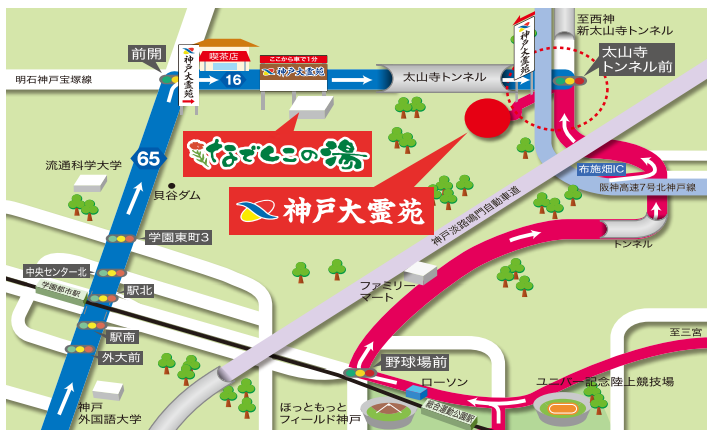 至西神
新太山寺トンネル
前開
喫茶店
ここから車で1分
神戸大霊苑
神戸大霊苑
神戸大霊苑
太山寺
トンネル前
明石神戸宝塚線
16
太山寺トンネル
なでしこの湯
65
流通科学大学
貝谷ダム
神戸大霊苑
布施畑IC
阪神高速7号北神戸線
神戸淡路鳴門自動車道
学園東町3
トンネル
中央センター北
学園都市駅
駅北
ファミリー
マート
駅南
外大前
野球場前
至三宮
ローソン
ユニバー記念陸上競技場
神戸
外国語大学
ほっともっと
フィールド神戸
総合運動公園駅